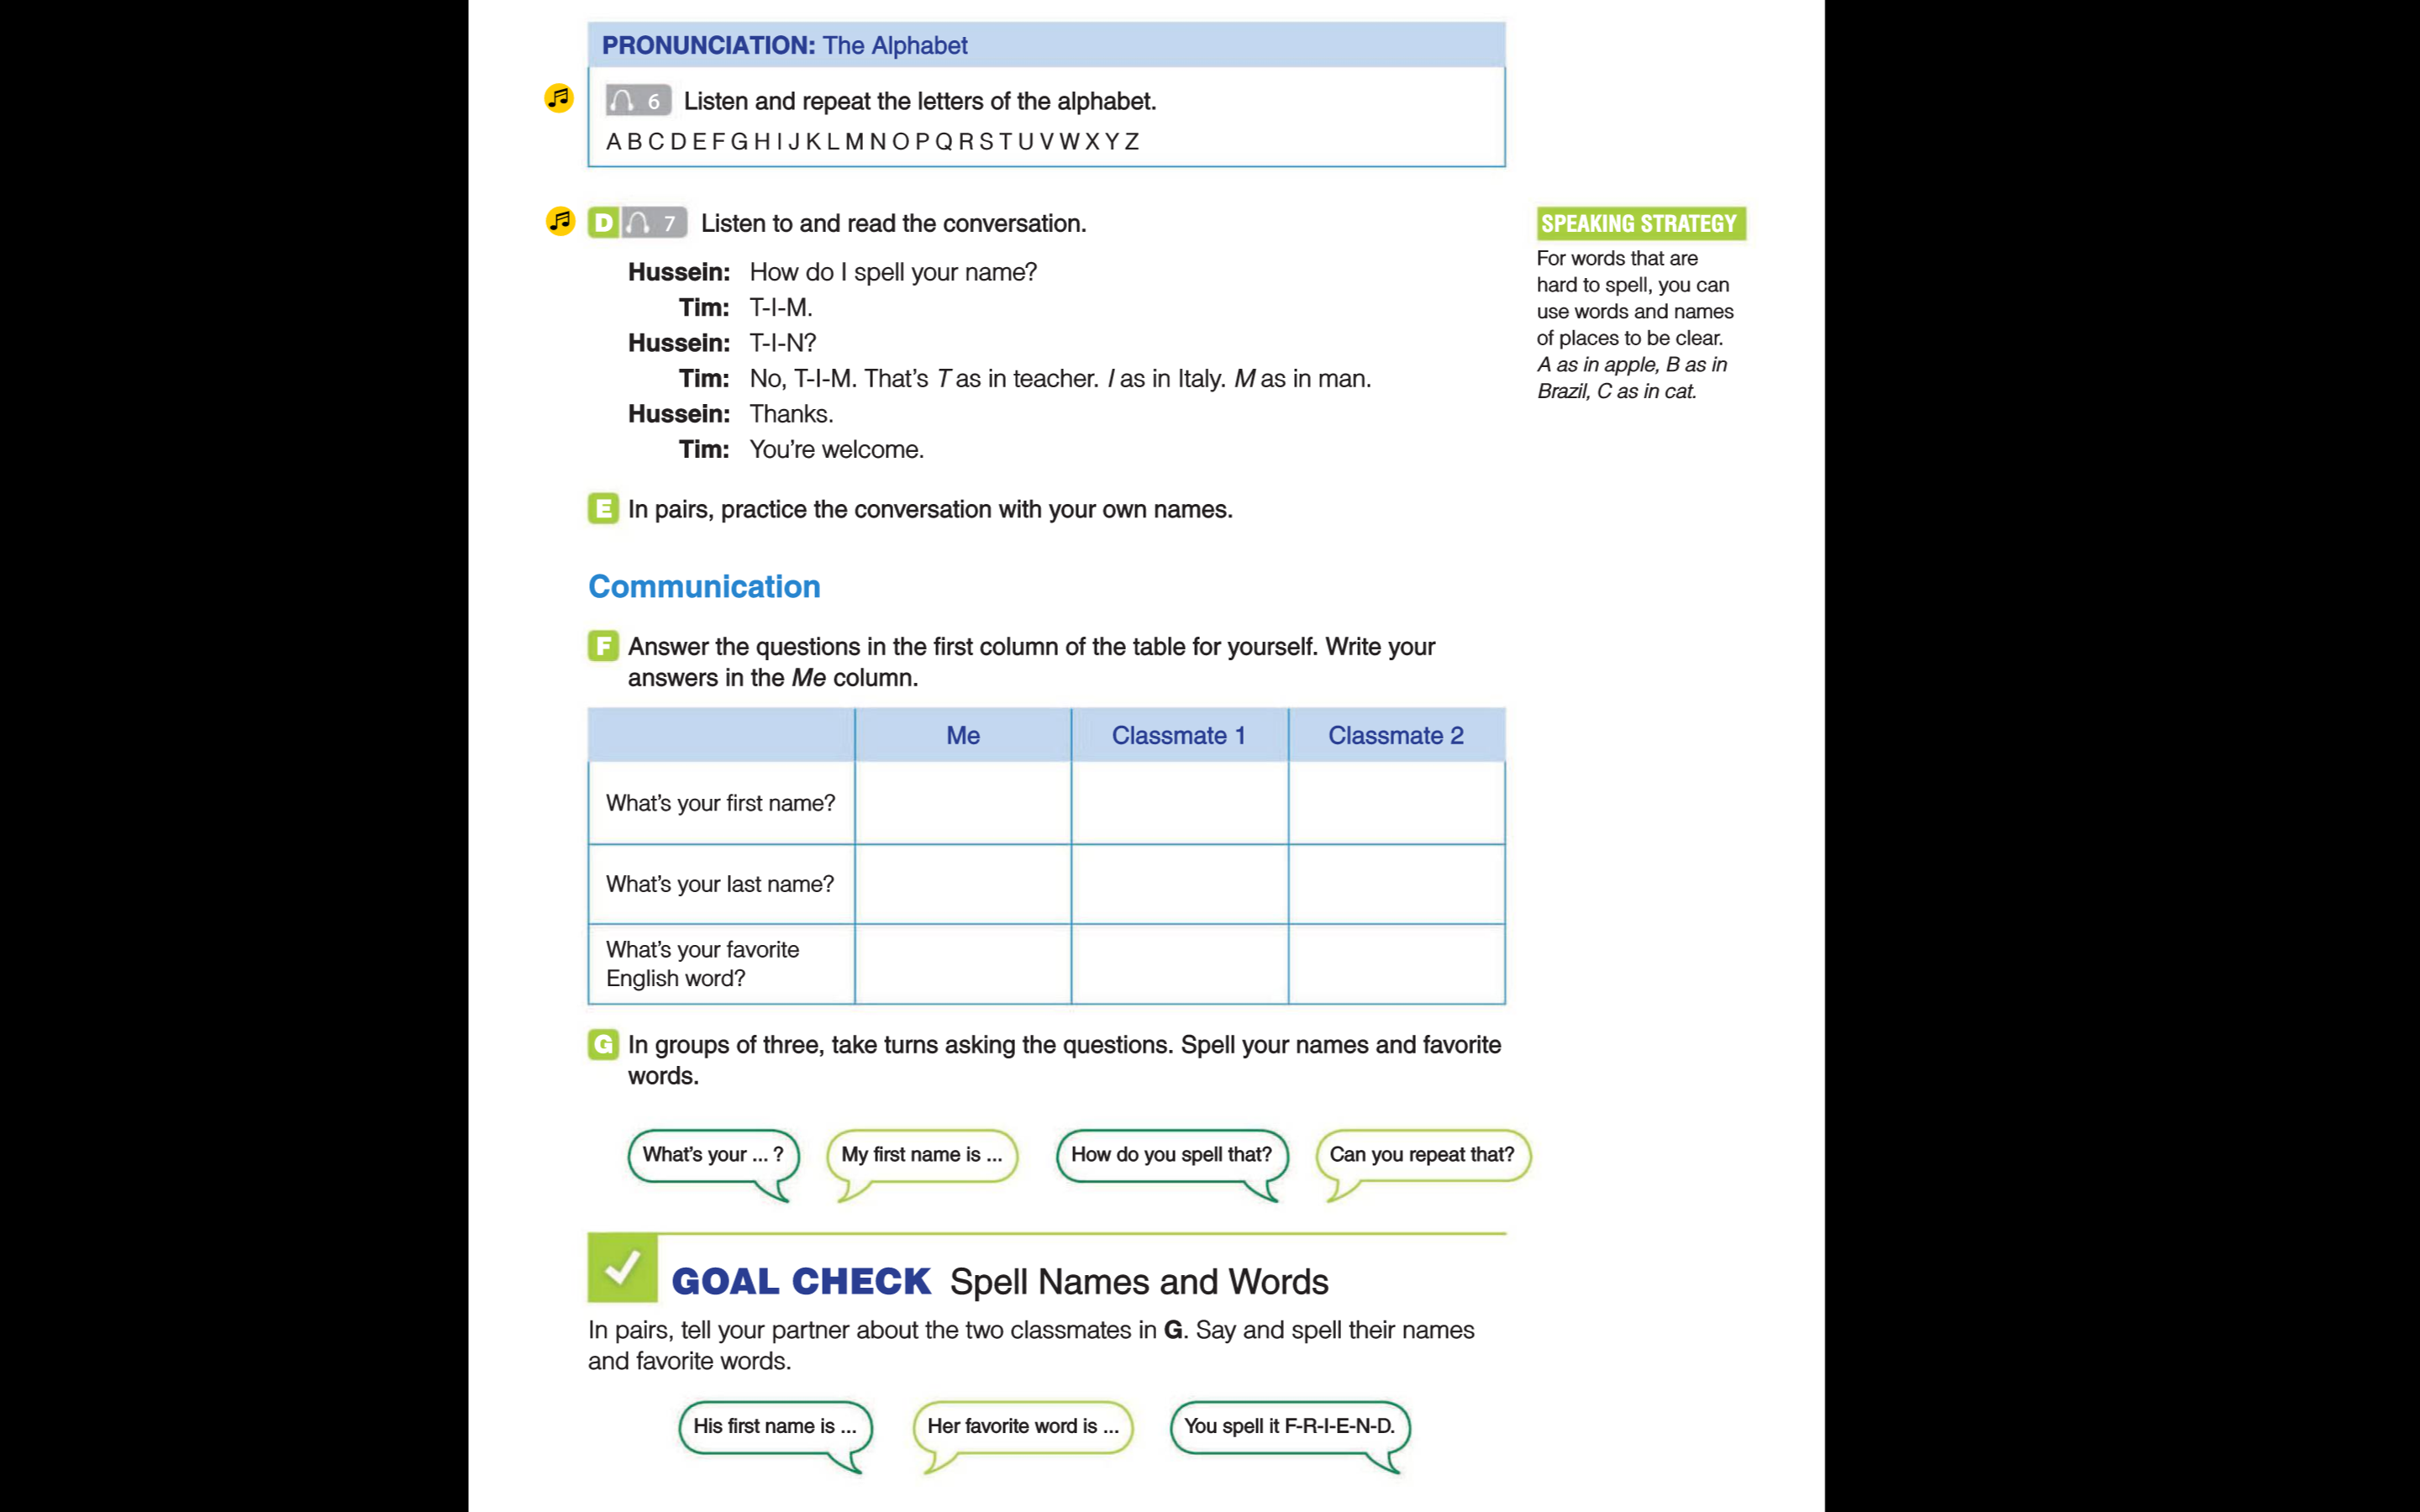 PRONUNCIATION: The Alphabet
6 Listen and repeat the letters of the alphabet.
A B C D E F G H I J K L M N O P Q R S T U V W X Y Z
D 7 Listen to and read the conversation.
Hussein: How do I spell your name?
Tim: T-I-M.
Hussein: T-I-N?
Tim: No, T-I-M. That's T as in teacher. I as in Italy. M as in man.
Hussein: Thanks.
Tim: You're welcome.
SPEAKING STRATEGY
For words that are
hard to spell, you can
use words and names
of places to be clear.
A as in apple, B as in
Brazil, C as in cat.
E In pairs, practice the conversation with your own names.
Communication
F Answer the questions in the first column of the table for yourself. Write your
answers in the Me column.
Me Classmate 1 Classmate 2
What's your first name?
What's your last name?
What's your favorite
English word?
G In groups of three, take turns asking the questions. Spell your names and favorite
words.
What's your ... ? My first name is ... How do you spell that? Can you repeat that?
GOAL CHECK Spell Names and Words
In pairs, tell your partner about the two classmates in G. Say and spell their names
and favorite words.
His first name is ... Her favorite word is ... You spell it F-R-I-E-N-D.